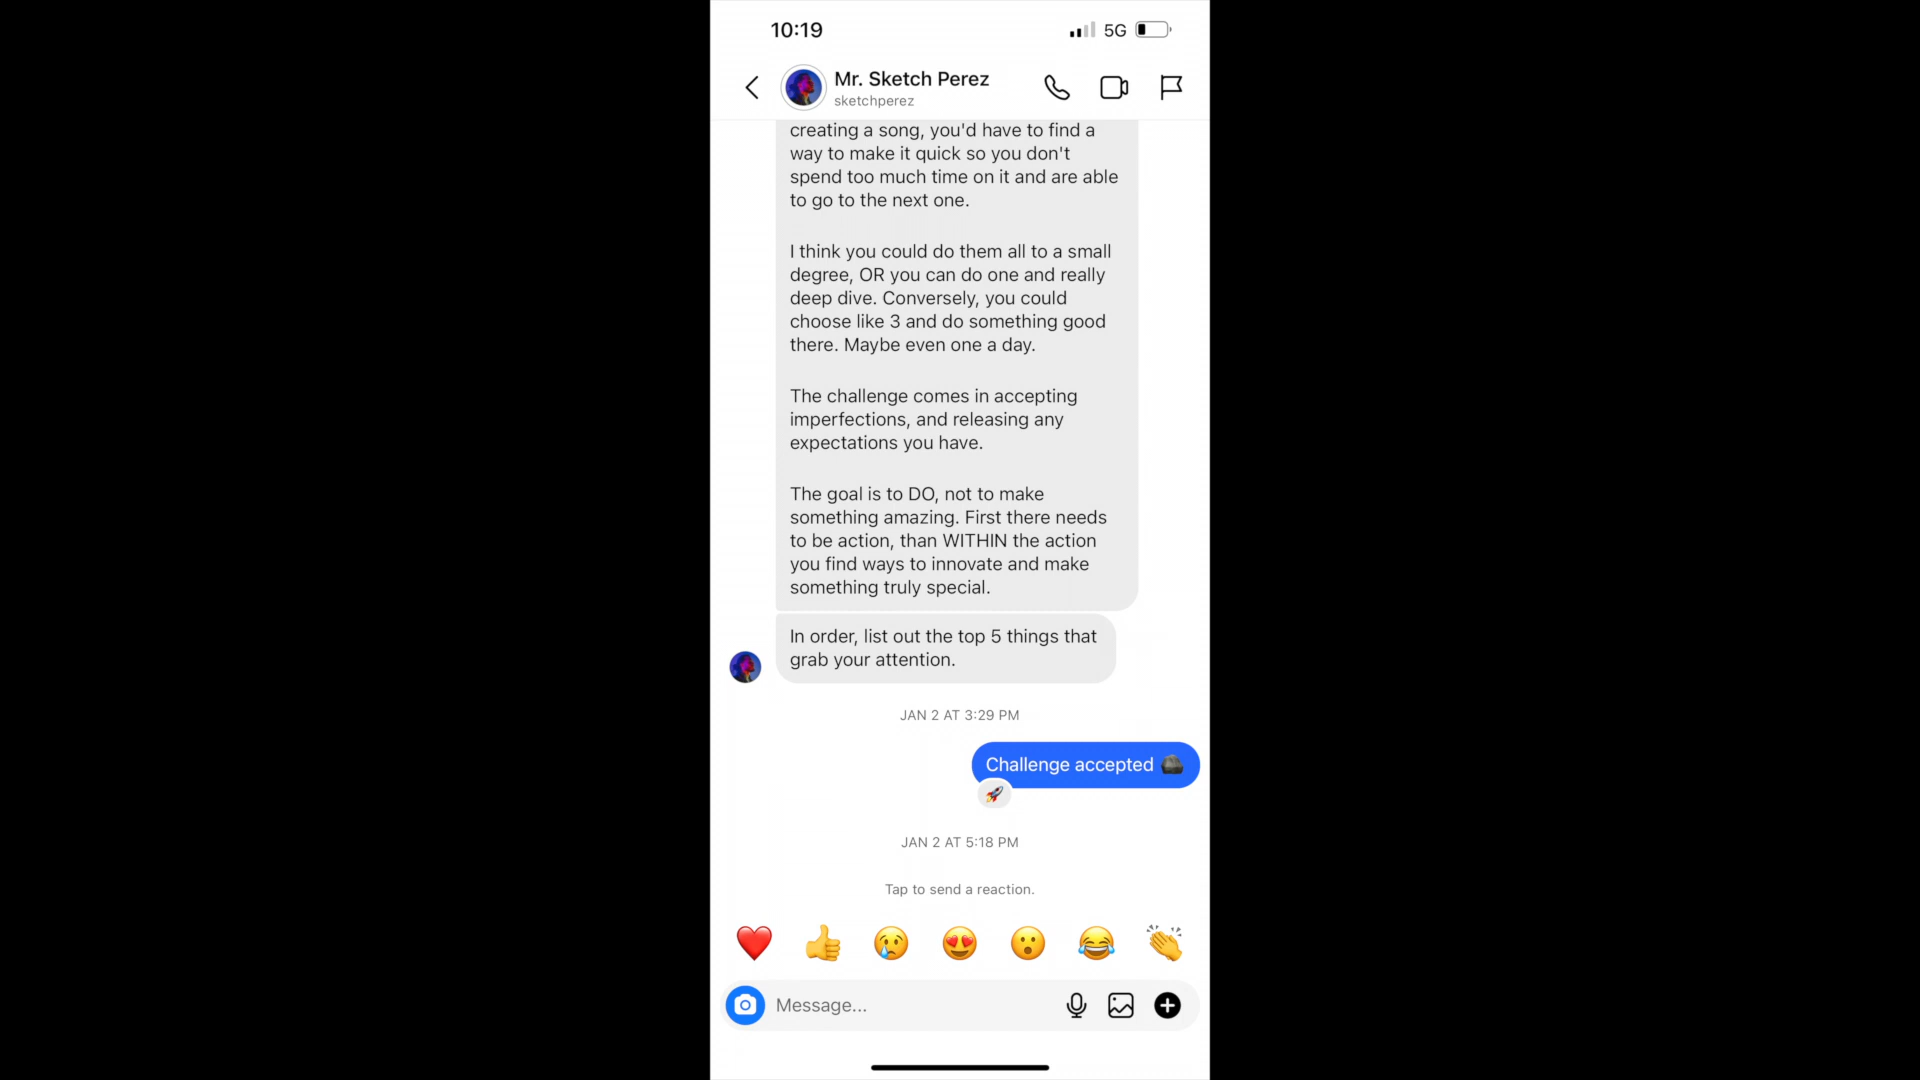 10:19
5G
Mr. Sketch Perez
sketchperez
creating a song, you'd have to find a
way to make it quick so you don't
spend too much time on it and are able
to go to the next one.
I think you could do them all to a small
degree, OR you can do one and really
deep dive. Conversely, you could
choose like 3 and do something good
there. Maybe even one a day.
The challenge comes in accepting
imperfections, and releasing any
expectations you have.
The goal is to DO, not to make
something amazing. First there needs
to be action, than WITHIN the action
you find ways to innovate and make
something truly special.
In order, list out the top 5 things that
grab your attention.
JAN 2 AT 3:29 PM
Challenge accepted
JAN 2 AT 5:18 PM
Tap to send a reaction.
Message...